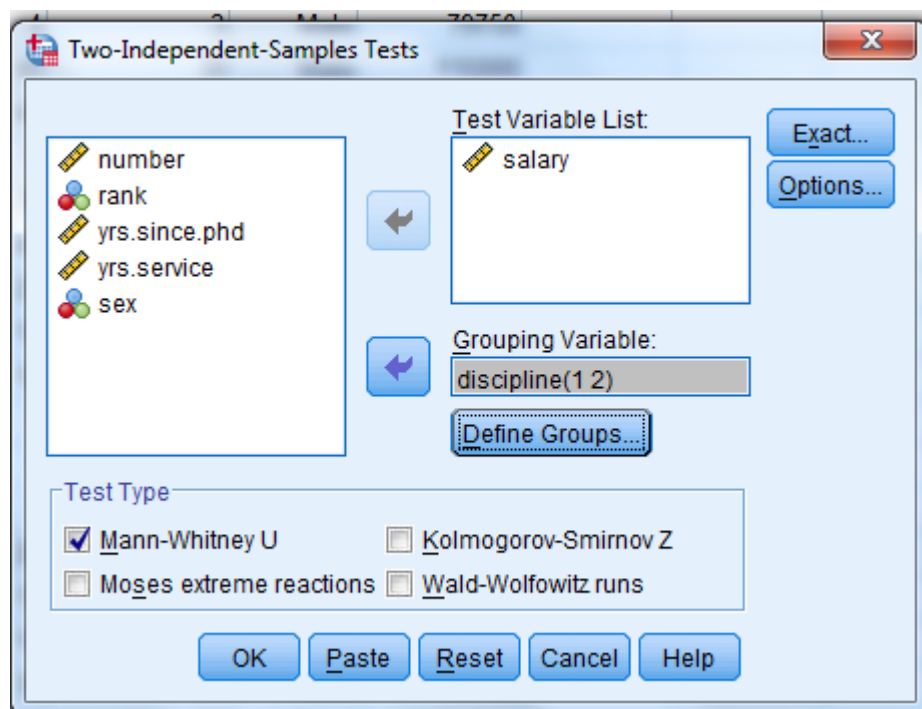 Two-Independent-Samples Tests
number
rank
yrs.since.phd
yrs.service
sex
Test Variable List:
salary
Exact...
Options...
Grouping Variable:
discipline(1 2)
Define Groups...
Test Type
Mann-Whitney U
Kolmogorov-Smirnov Z
Moses extreme reactions
Wald-Wolfowitz runs
OK
Paste
Reset
Cancel
Help